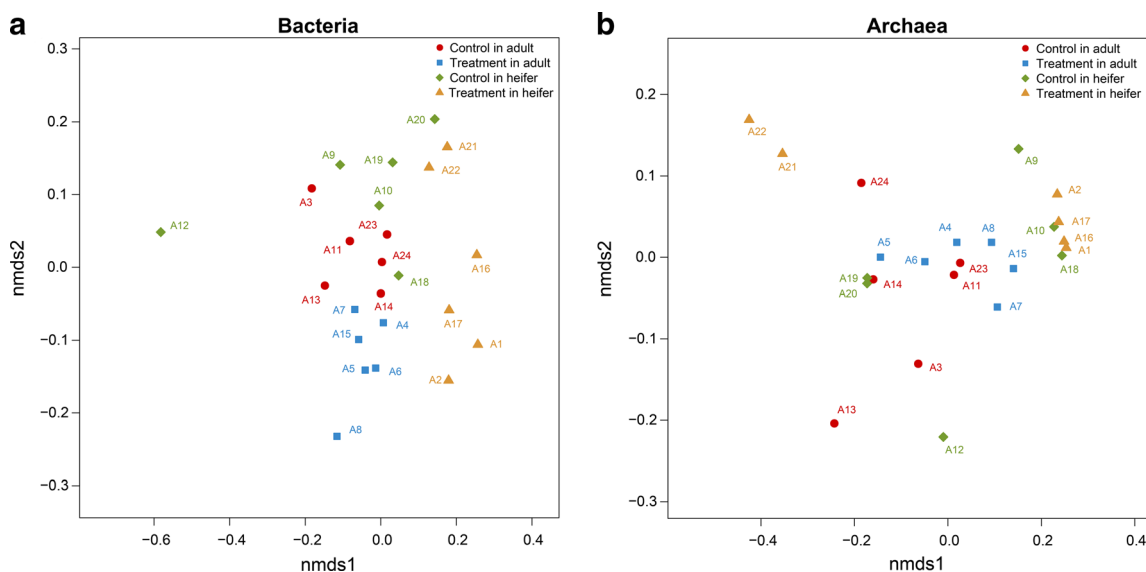 a
Bacteria
0.3
0.2
0.1
0.0
−0.1
−0.2
−0.3
nmds2
Control in adult
Treatment in adult
Control in heifer
Treatment in heifer
A20
A21
A9
A19
A22
A3
A10
A12
A23
A11
A24
A16
A18
A13
A14
A7
A4
A17
A15
A1
A5
A6
A2
A8
−0.6
−0.4
−0.2
0.0
0.2
0.4
nmds1
b
Archaea
0.2
0.1
0.0
−0.1
−0.2
−0.3
nmds2
Control in adult
Treatment in adult
Control in heifer
Treatment in heifer
A22
A21
A9
A24
A2
A4
A8
A17
A10
A16
A5
A6
A15
A1
A19
A23
A18
A20
A14
A11
A7
A3
A13
A12
−0.4
−0.2
0.0
0.2
0.4
nmds1